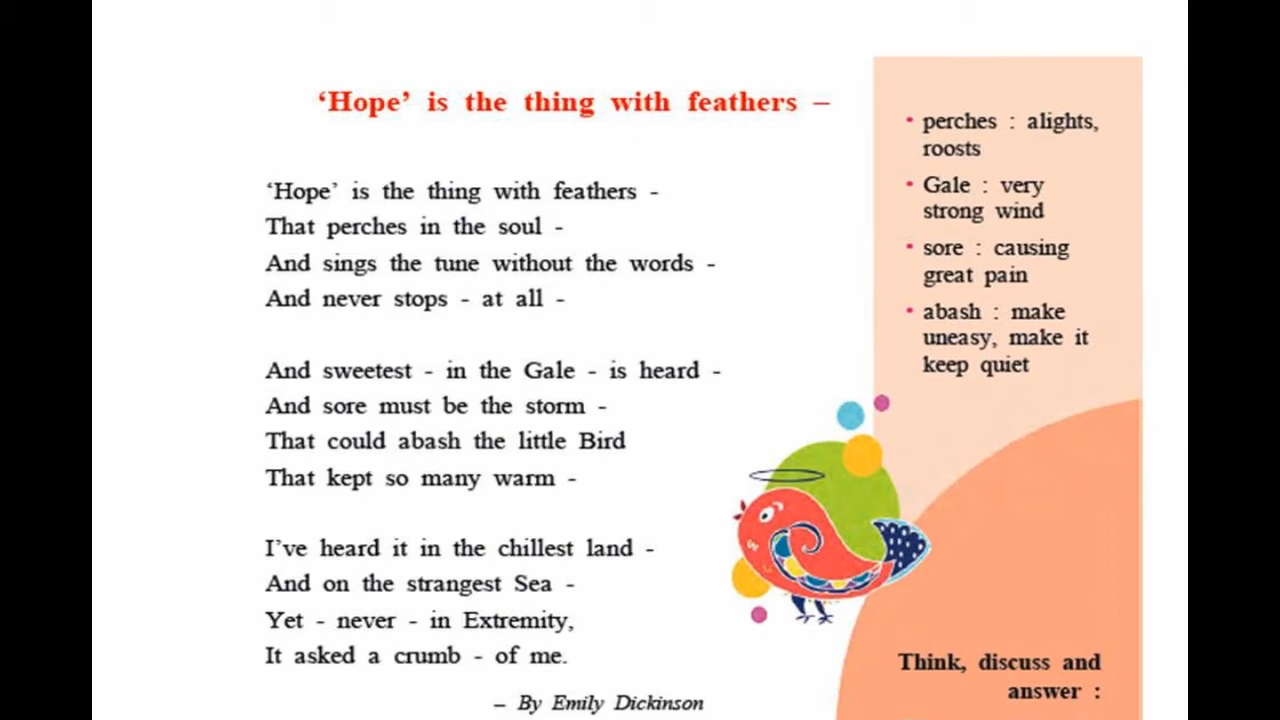 ‘Hope’ is the thing with feathers –
‘Hope’ is the thing with feathers -
That perches in the soul -
And sings the tune without the words -
And never stops - at all -
And sweetest - in the Gale - is heard -
And sore must be the storm -
That could abash the little Bird
That kept so many warm -
I’ve heard it in the chillest land -
And on the strangest Sea -
Yet - never - in Extremity,
It asked a crumb - of me.
– By Emily Dickinson
• perches : alights,
roosts
• Gale : very
strong wind
• sore : causing
great pain
• abash : make
uneasy, make it
keep quiet
Think, discuss and
answer :